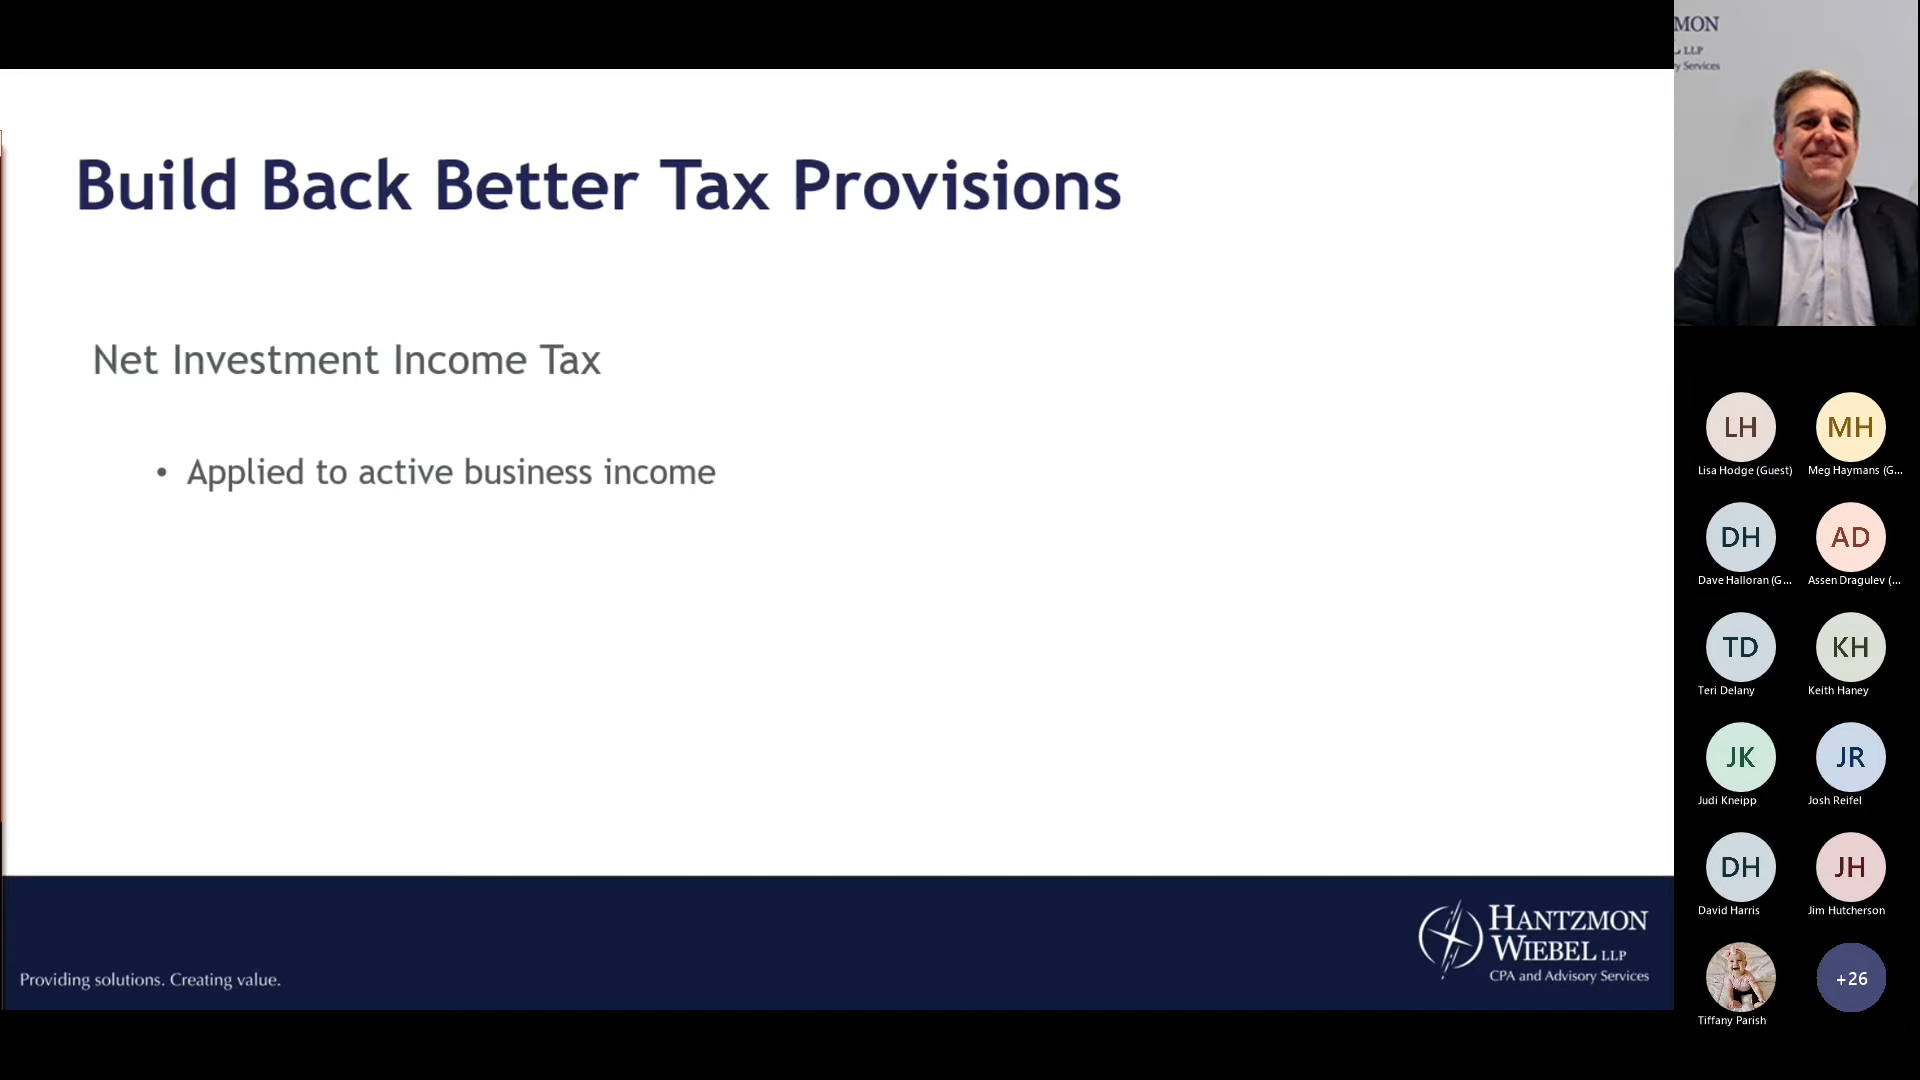 Build Back Better Tax Provisions
Net Investment Income Tax
• Applied to active business income
Providing solutions. Creating value.
HANTZMON
WIEBEL LLP
CPA and Advisory Services
MON
L LLP
y Services
LH MH
Lisa Hodge (Guest) Meg Haymans (G...
DH AD
Dave Halloran (G... Assen Dragulev (...
TD KH
Teri Delany Keith Haney
JK JR
Judi Kneipp Josh Reifel
DH JH
David Harris Jim Hutcherson
+26
Tiffany Parish